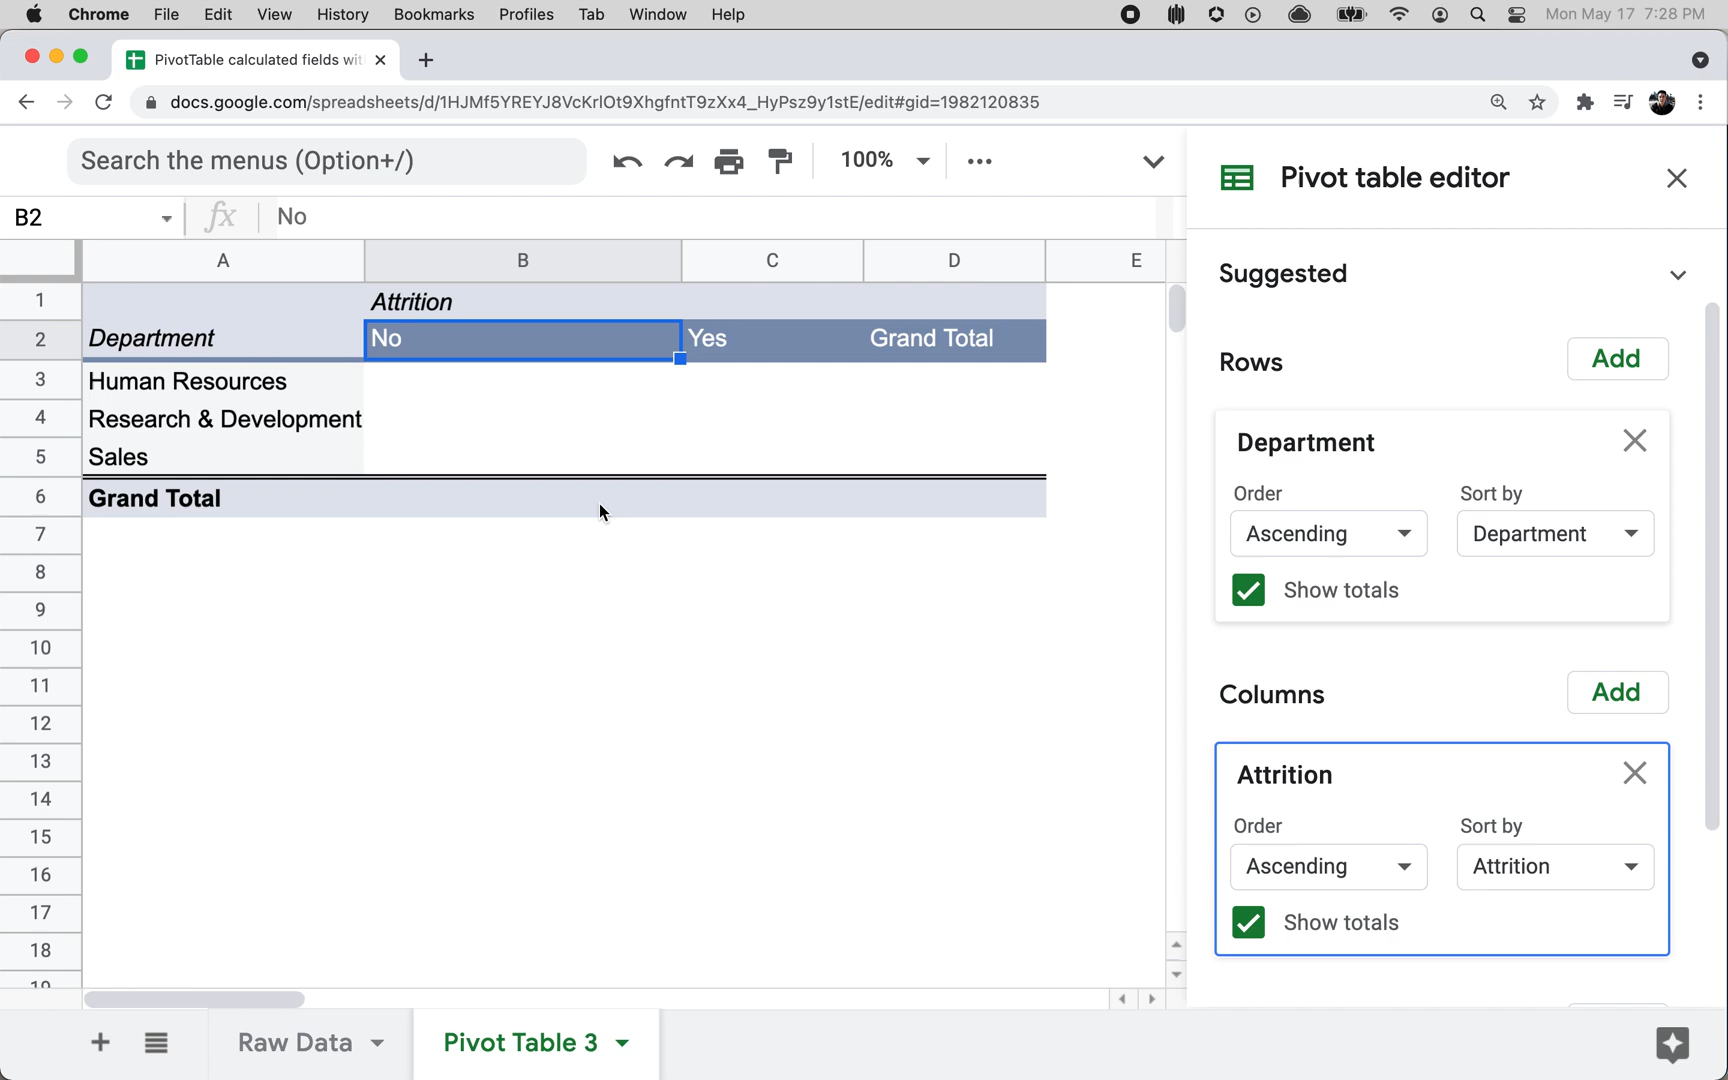 Chrome File Edit View History Bookmarks Profiles Tab Window Help Mon May 17 7:28 PM
PivotTable calculated fields wit
docs.google.com/spreadsheets/d/1HJMf5YREYJ8VcKrIOt9XhgfntT9zXx4_HyPsz9y1stE/edit#gid=1982120835
Search the menus (Option+/) 100%
B2 fx No
A B C D E
1 Attrition
2 Department No Yes Grand Total
3 Human Resources
4 Research & Development
5 Sales
6 Grand Total
7
8
9
10
11
12
13
14
15
16
17
18
19
Pivot table editor
Suggested
Rows Add
Department
Order Sort by
Ascending Department
Show totals
Columns Add
Attrition
Order Sort by
Ascending Attrition
Show totals
Raw Data Pivot Table 3